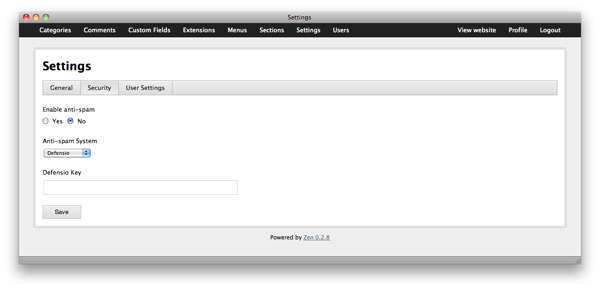 Settings
Categories Comments Custom Fields Extensions Menus Sections Settings Users View website Profile Logout
Settings
General Security User Settings
Enable anti-spam
Yes No
Anti-spam System
Defensio
Defensio Key
Save
Powered by Zen 0.2.8